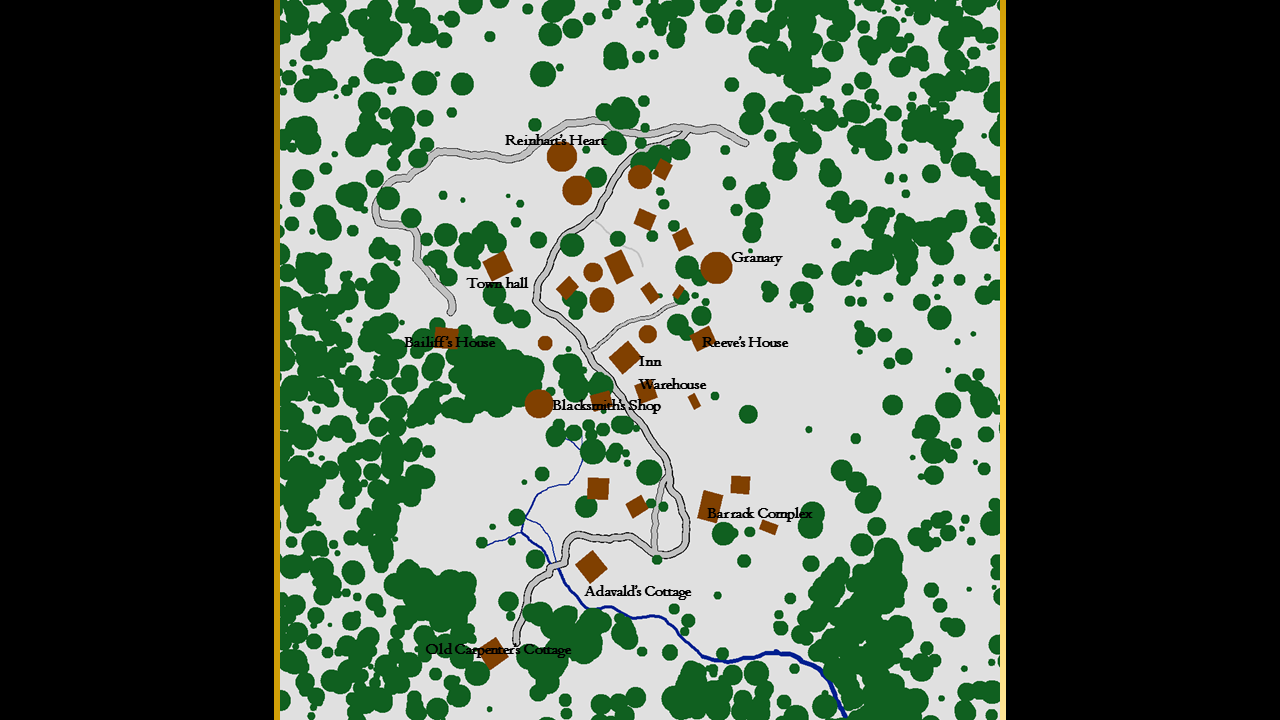 Reinhart's Heart
Granary
Town hall
Bailiff's House
Reeve's House
Inn
Warehouse
Blacksmith's Shop
Barrack Complex
Adavald's Cottage
Old Carpenter's Cottage